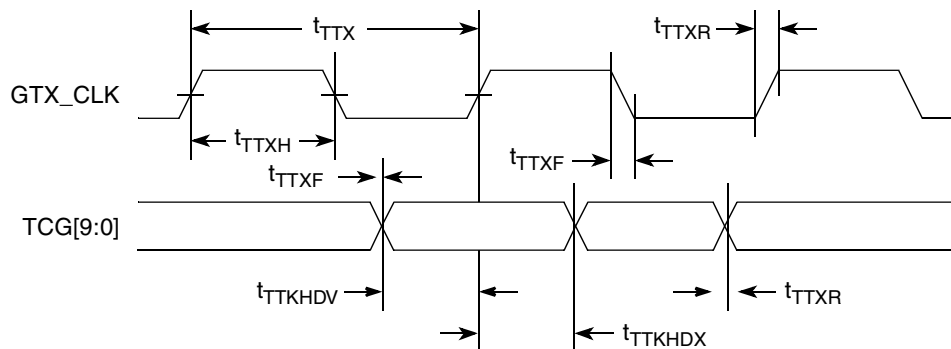 tTTX
tTTXR
GTX_CLK
tTTXH
tTTXF
tTTXF
TCG[9:0]
tTTKHDV
tTTXR
tTTKHDX